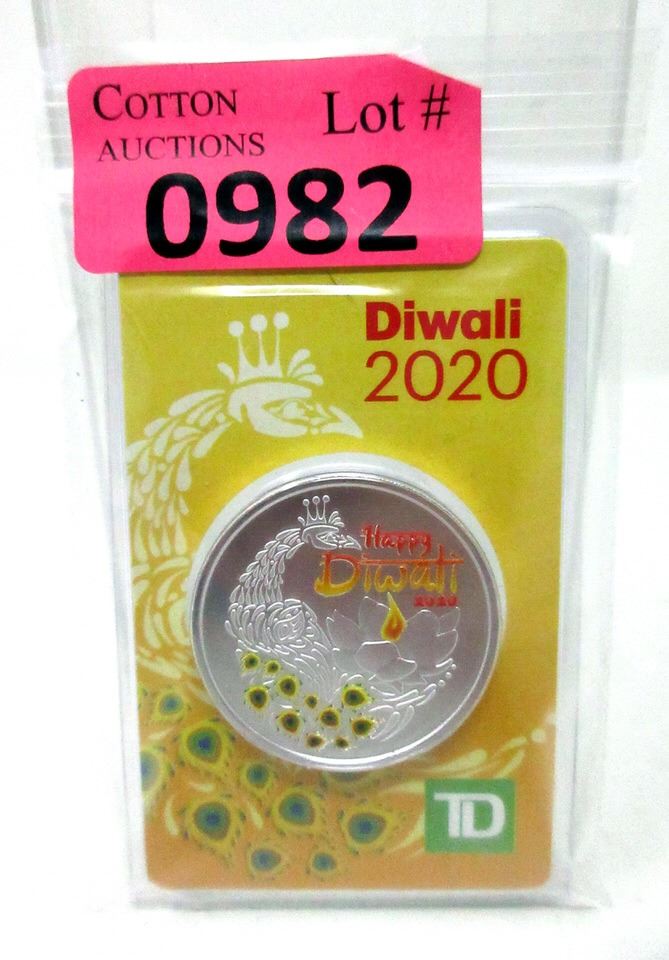 COTTON
AUCTIONS
Lot #
0982
Diwali
2020
Happy
Diwali
2020
TD